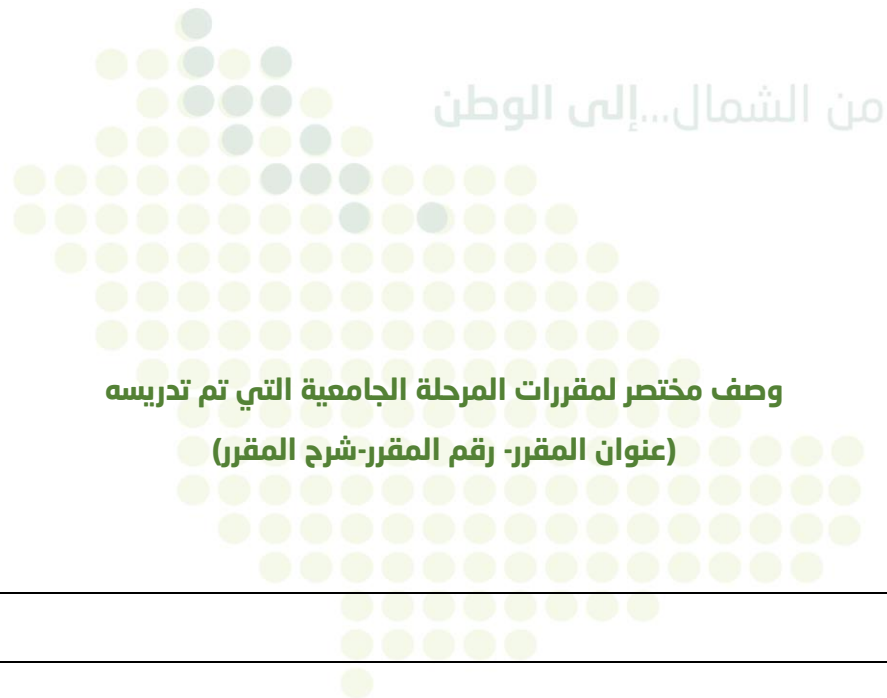 من الشمال...إلى الوطن
وصف مختصر لمقررات المرحلة الجامعية التي تم تدريسه
(عنوان المقرر- رقم المقرر-شرح المقرر)